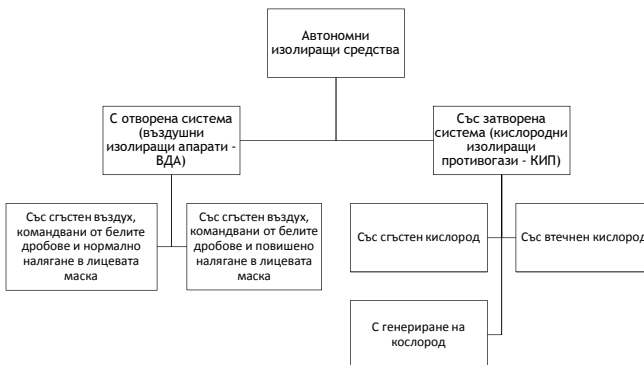 Автономни
изолиращи средства
С отворена система
(въздушни
изолиращи апарати -
ВДА)
Със затворена
система (кислородни
изолиращи
противогази - КИП)
Със сгъстен въздух,
командвани от белите
дробове и нормално
налягане в лицевата
маска
Със сгъстен въздух,
командвани от белите
дробове и повишено
налягане в лицевата
маска
Със сгъстен кислород
Със втечнен кислород
С генериране на
кослород